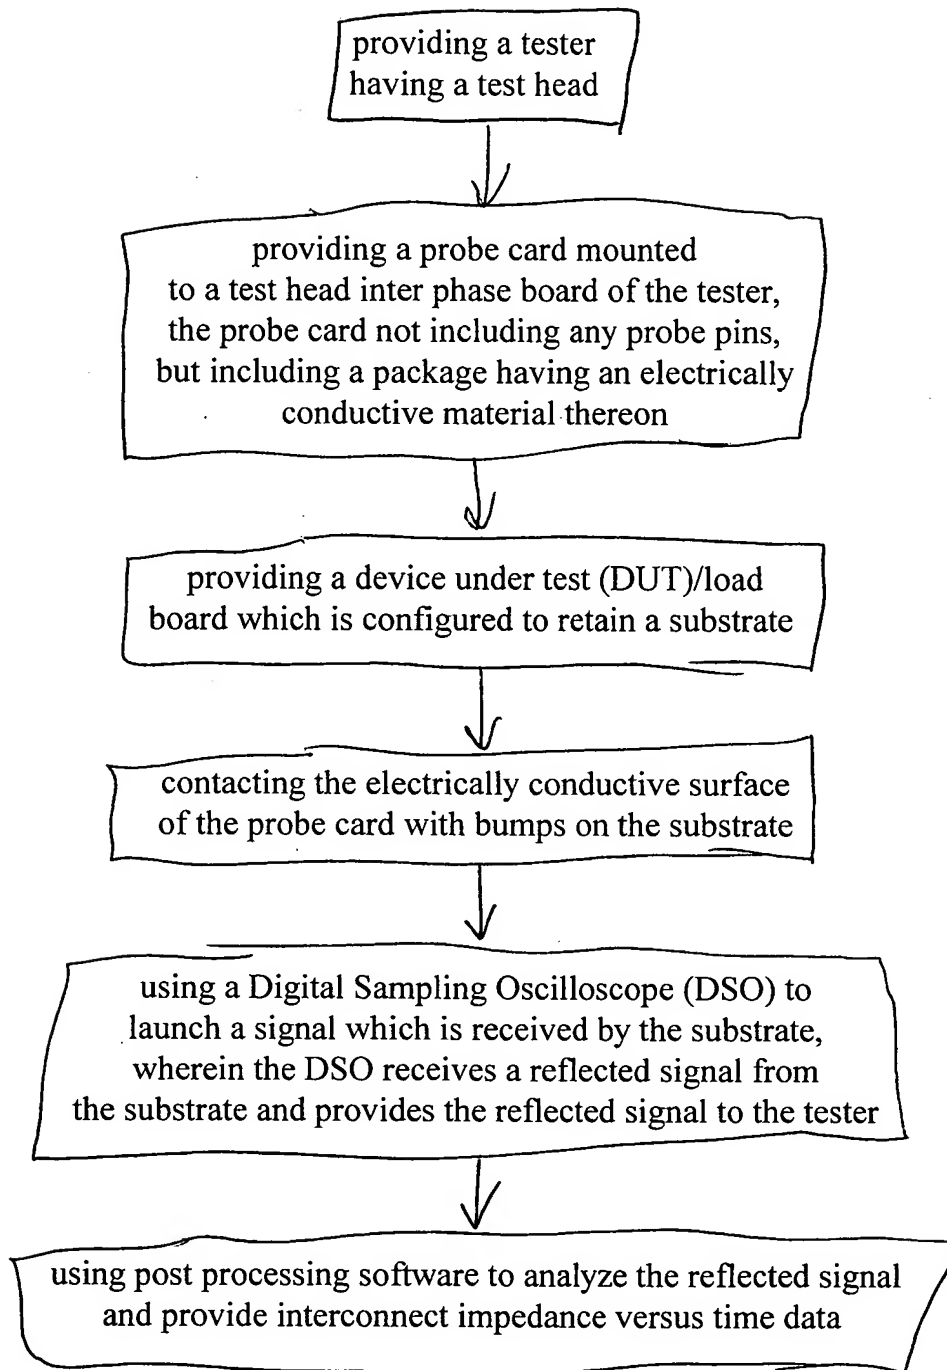 providing a tester
having a test head
providing a probe card mounted
to a test head inter phase board of the tester,
the probe card not including any probe pins,
but including a package having an electrically
conductive material thereon
providing a device under test (DUT)/load
board which is configured to retain a substrate
contacting the electrically conductive surface
of the probe card with bumps on the substrate
using a Digital Sampling Oscilloscope (DSO) to
launch a signal which is received by the substrate,
wherein the DSO receives a reflected signal from
the substrate and provides the reflected signal to the tester
using post processing software to analyze the reflected signal
and provide interconnect impedance versus time data